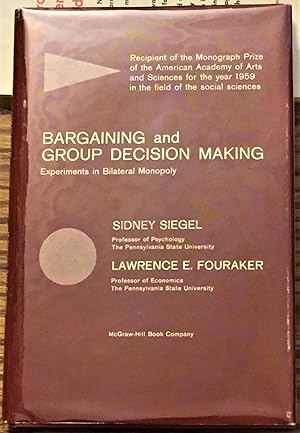 Recipient of the Monograph Prize
of the American Academy of Arts
and Sciences for the year 1959
in the field of the social sciences
BARGAINING and
GROUP DECISION MAKING
Experiments in Bilateral Monopoly
SIDNEY SIEGEL
Professor of Psychology
The Pennsylvania State University
LAWRENCE E. FOURAKER
Professor of Economics
The Pennsylvania State University
McGraw-Hill Book Company